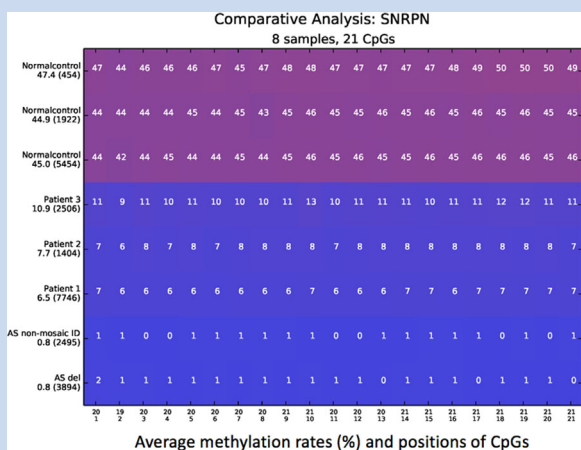 Comparative Analysis: SNRPN
8 samples, 21 CpGs
Normalcontrol 47 44 46 46 46 47 45 47 48 48 47 47 47 47 47 48 49 50 50 50 49
47.4 (454)
Normalcontrol 44 44 44 44 45 44 45 43 45 46 45 46 45 45 46 45 46 45 46 45 45
44.9 (1922)
Normalcontrol 44 42 44 45 44 44 45 44 45 45 46 45 46 45 45 46 45 46 46 45 46
45.0 (5454)
Patient 3 11 9 11 10 11 10 10 10 11 13 10 11 11 11 10 11 11 12 12 11 11
10.9 (2506)
Patient 2 7 6 8 7 8 7 8 8 8 8 7 8 8 8 8 8 8 8 8 8 7
7.7 (1404)
Patient 1 7 6 6 6 6 6 6 6 6 7 6 6 6 7 7 6 7 7 7 7 7
6.5 (7746)
AS non-mosaic ID 1 1 0 0 1 1 1 1 1 1 0 0 1 1 1 1 1 0 1 0 1
0.8 (2495)
AS del 2 1 1 1 1 1 1 1 1 1 1 1 0 1 1 1 0 1 1 1 0
0.8 (3894)
20 19 20 20 20 20 20 20 21 21 20 20 20 21 21 21 21 21 21 21 21
1 2 3 4 5 6 7 8 9 10 11 12 13 14 15 16 17 18 19 20 21
Average methylation rates (%) and positions of CpGs